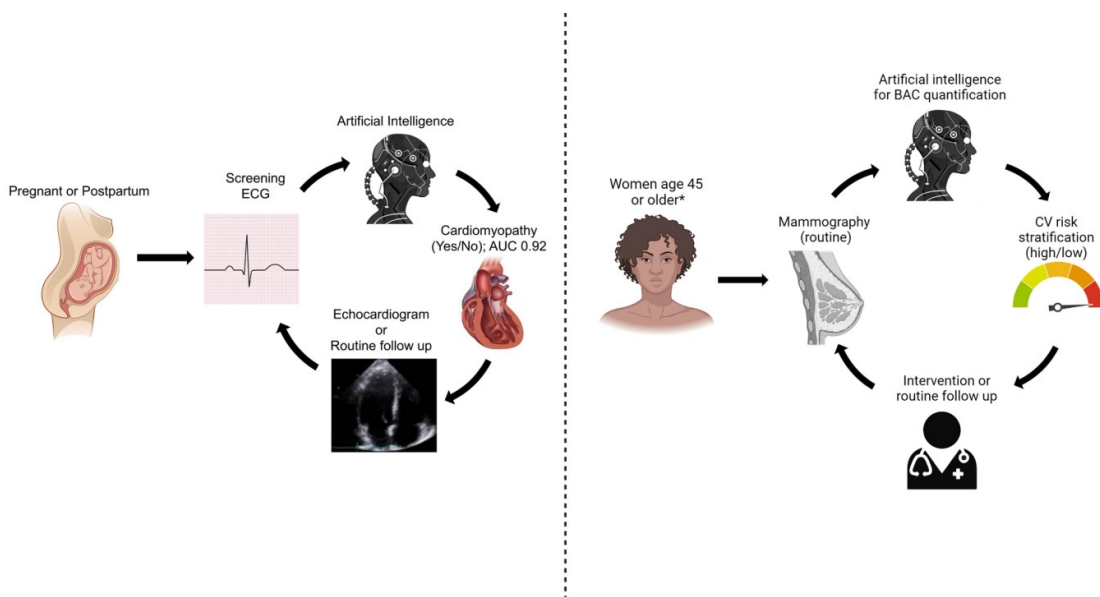 Pregnant or Postpartum
Screening
ECG
Artificial Intelligence
Cardiomyopathy
(Yes/No); AUC 0.92
Echocardiogram
or
Routine follow up
Women age 45
or older*
Mammography
(routine)
Artificial intelligence
for BAC quantification
CV risk
stratification
(high/low)
Intervention or
routine follow up